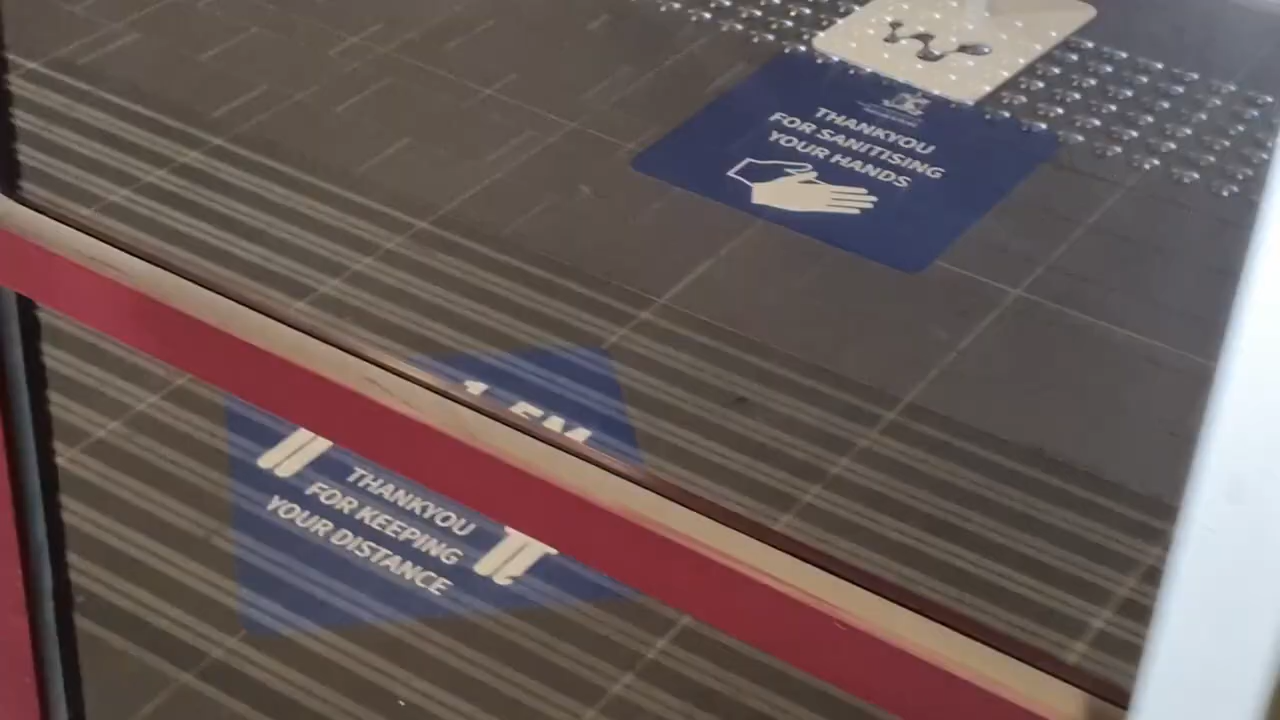 THANKYOU
FOR SANITISING
YOUR HANDS
1.5M
THANKYOU
FOR KEEPING
YOUR DISTANCE